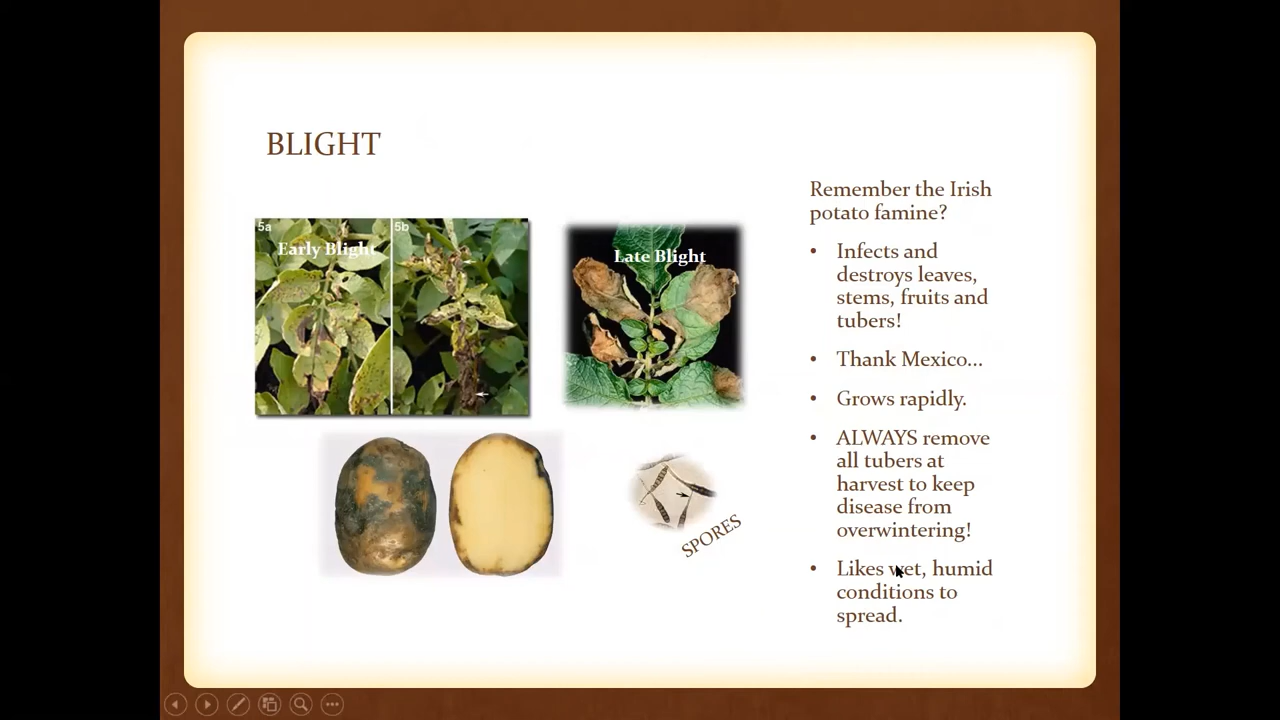 BLIGHT
5a
5b
Early Blight
Late Blight
SPORES
Remember the Irish
potato famine?
• Infects and
destroys leaves,
stems, fruits and
tubers!
• Thank Mexico...
• Grows rapidly.
• ALWAYS remove
all tubers at
harvest to keep
disease from
overwintering!
• Likes wet, humid
conditions to
spread.